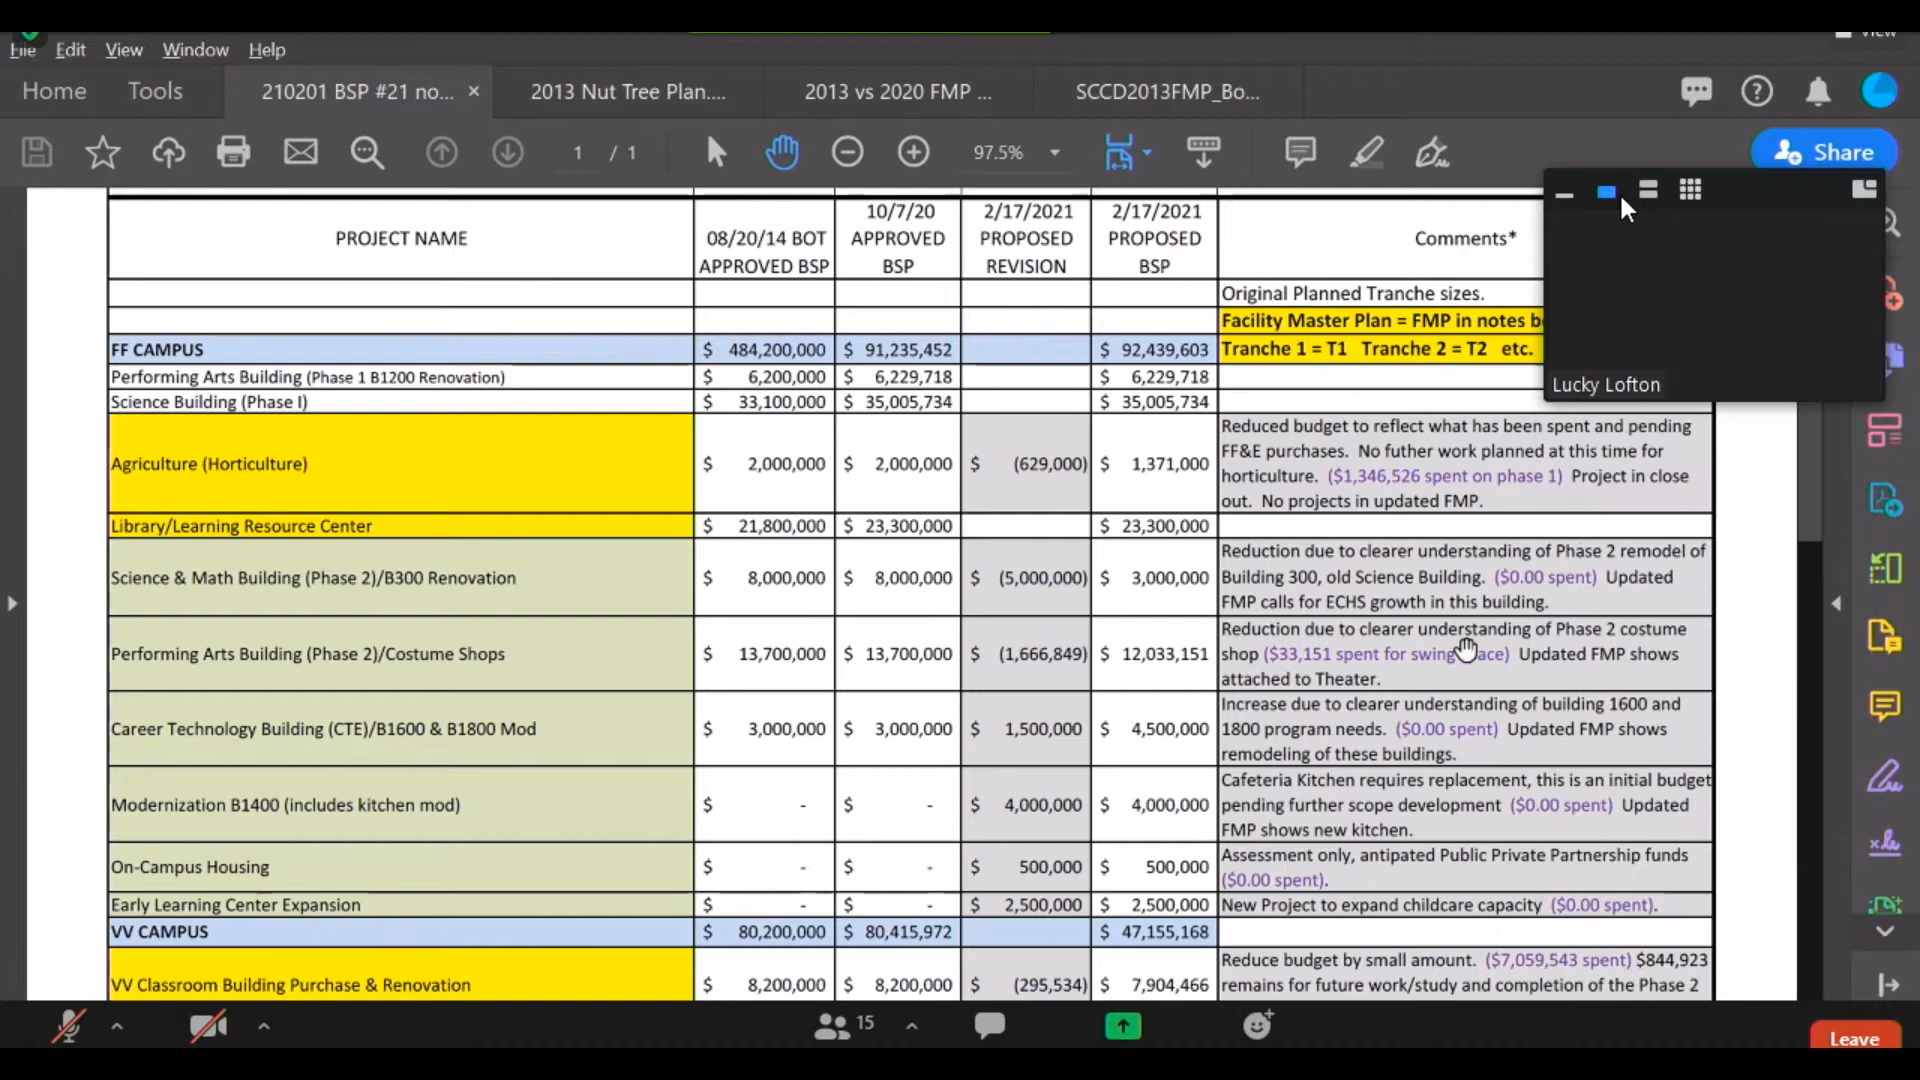 View
File Edit View Window Help
Home Tools 210201 BSP #21 no... × 2013 Nut Tree Plan.... 2013 vs 2020 FMP ... SCCD2013FMP_Bo...
1 / 1 97.5% Share
PROJECT NAME 08/20/14 BOT APPROVED BSP 10/7/20 APPROVED BSP 2/17/2021 PROPOSED REVISION 2/17/2021 PROPOSED BSP Comments*
Original Planned Tranche sizes.
Facility Master Plan = FMP in notes
FF CAMPUS $ 484,200,000 $ 91,235,452 $ 92,439,603 Tranche 1 = T1 Tranche 2 = T2 etc.
Performing Arts Building (Phase 1 B1200 Renovation) $ 6,200,000 $ 6,229,718 $ 6,229,718
Lucky Lofton
Science Building (Phase I) $ 33,100,000 $ 35,005,734 $ 35,005,734
Agriculture (Horticulture) $ 2,000,000 $ 2,000,000 $ (629,000) $ 1,371,000
Reduced budget to reflect what has been spent and pending
FF&E purchases. No futher work planned at this time for
horticulture. ($1,346,526 spent on phase 1) Project in close
out. No projects in updated FMP.
Library/Learning Resource Center $ 21,800,000 $ 23,300,000 $ 23,300,000
Science & Math Building (Phase 2)/B300 Renovation $ 8,000,000 $ 8,000,000 $ (5,000,000) $ 3,000,000
Reduction due to clearer understanding of Phase 2 remodel of
Building 300, old Science Building. ($0.00 spent) Updated
FMP calls for ECHS growth in this building.
Performing Arts Building (Phase 2)/Costume Shops $ 13,700,000 $ 13,700,000 $ (1,666,849) $ 12,033,151
Reduction due to clearer understanding of Phase 2 costume
shop ($33,151 spent for swing ace) Updated FMP shows
attached to Theater.
Career Technology Building (CTE)/B1600 & B1800 Mod $ 3,000,000 $ 3,000,000 $ 1,500,000 $ 4,500,000
Increase due to clearer understanding of building 1600 and
1800 program needs. ($0.00 spent) Updated FMP shows
remodeling of these buildings.
Modernization B1400 (includes kitchen mod) $ - $ - $ 4,000,000 $ 4,000,000
Cafeteria Kitchen requires replacement, this is an initial budget
pending further scope development ($0.00 spent) Updated
FMP shows new kitchen.
On-Campus Housing $ - $ - $ 500,000 $ 500,000
Assessment only, antipated Public Private Partnership funds
($0.00 spent).
Early Learning Center Expansion $ - $ - $ 2,500,000 $ 2,500,000 New Project to expand childcare capacity ($0.00 spent).
VV CAMPUS $ 80,200,000 $ 80,415,972 $ 47,155,168
VV Classroom Building Purchase & Renovation $ 8,200,000 $ 8,200,000 $ (295,534) $ 7,904,466
Reduce budget by small amount. ($7,059,543 spent) $844,923
remains for future work/study and completion of the Phase 2
15
Leave